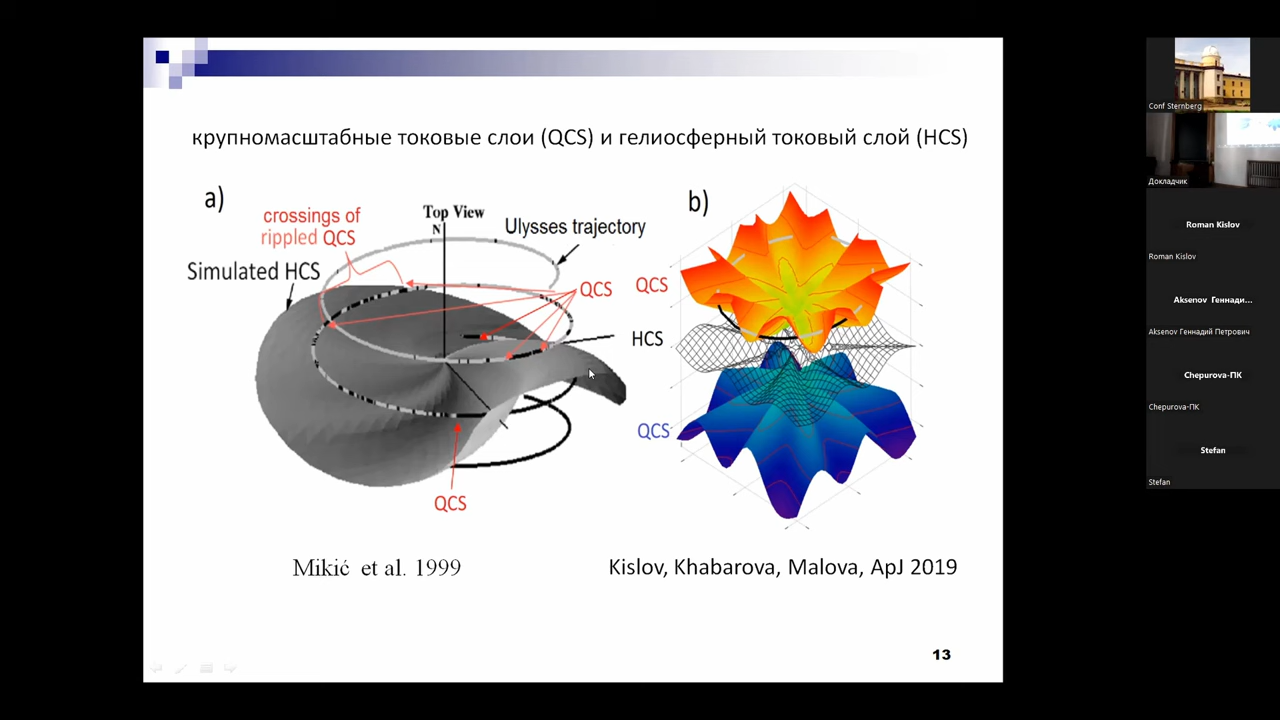 крупномасштабные токовые слои (QCS) и гелиосферный токовый слой (HCS)
a)
crossings of
rippled QCS
Top View
N
Ulysses trajectory
Simulated HCS
QCS
HCS
QCS
b)
QCS
QCS
Mikić et al. 1999
Kislov, Khabarova, Malova, ApJ 2019
13
Conf Sternberg
Докладчик
Roman Kislov
Roman Kislov
Aksenov Геннади...
Aksenov Геннадий Петрович
Chepurova-ПК
Chepurova-ПК
Stefan
Stefan